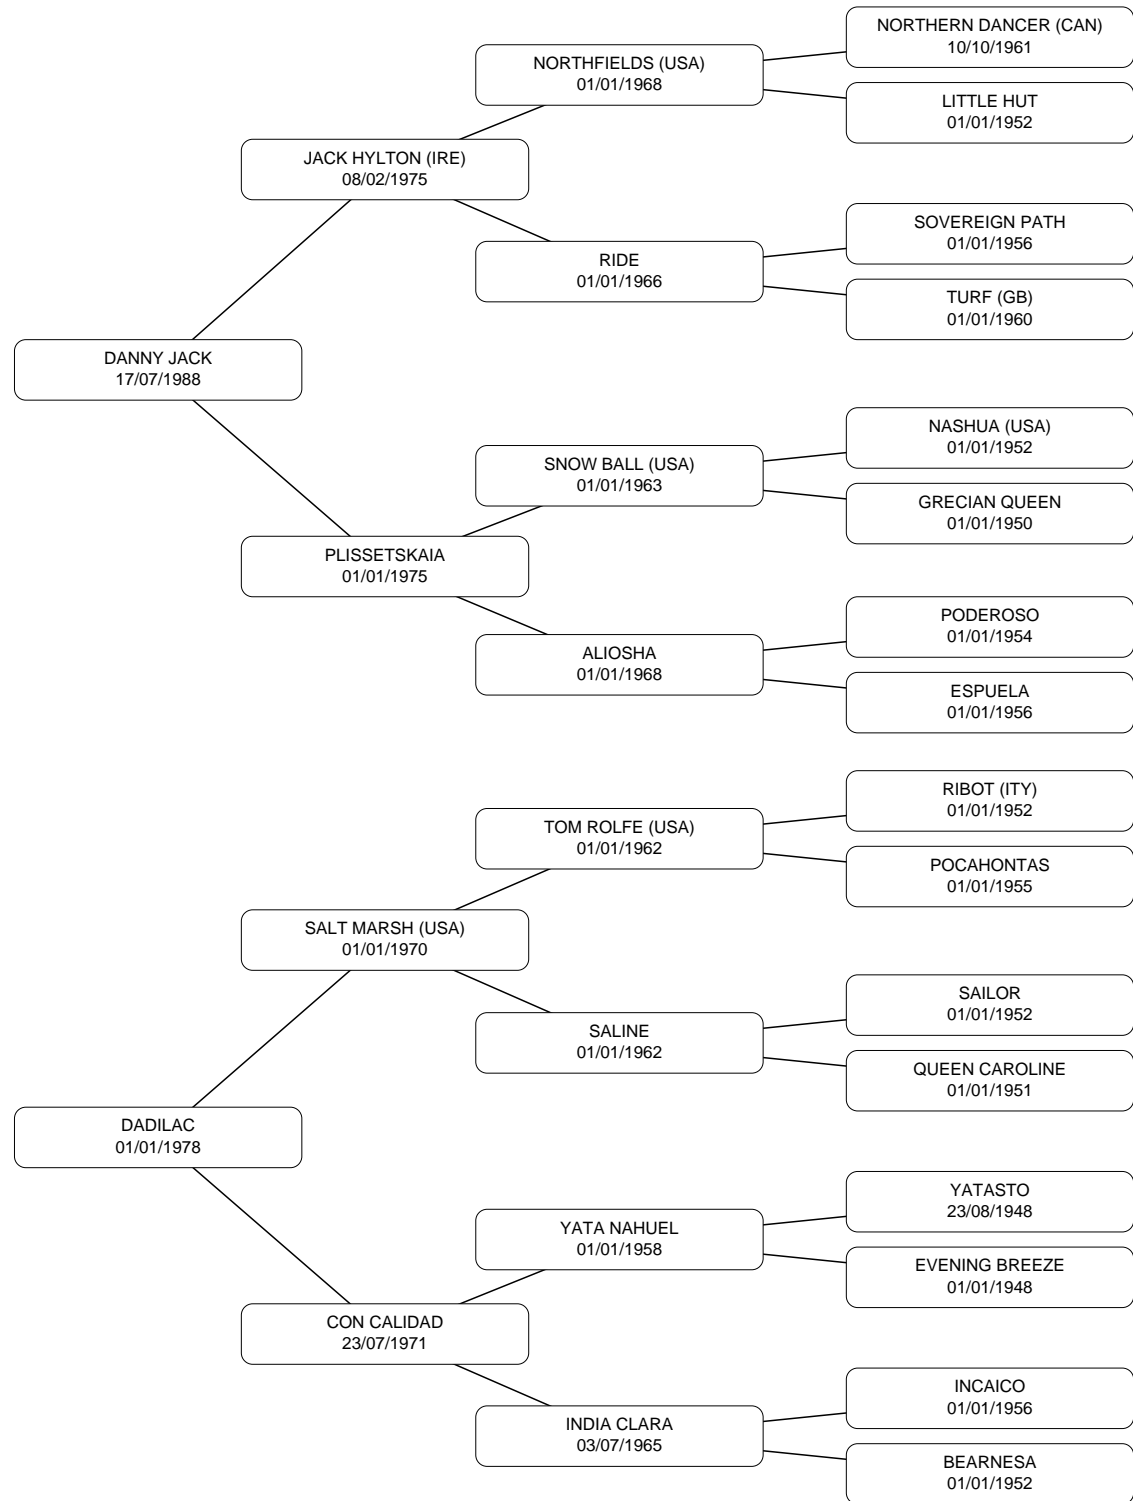 NORTHERN DANCER (CAN)
10/10/1961
NORTHFIELDS (USA)
01/01/1968
LITTLE HUT
01/01/1952
JACK HYLTON (IRE)
08/02/1975
SOVEREIGN PATH
01/01/1956
RIDE
01/01/1966
TURF (GB)
01/01/1960
DANNY JACK
17/07/1988
NASHUA (USA)
01/01/1952
SNOW BALL (USA)
01/01/1963
GRECIAN QUEEN
01/01/1950
PLISSETSKAIA
01/01/1975
PODEROSO
01/01/1954
ALIOSHA
01/01/1968
ESPUELA
01/01/1956
RIBOT (ITY)
01/01/1952
TOM ROLFE (USA)
01/01/1962
POCAHONTAS
01/01/1955
SALT MARSH (USA)
01/01/1970
SAILOR
01/01/1952
SALINE
01/01/1962
QUEEN CAROLINE
01/01/1951
DADILAC
01/01/1978
YATASTO
23/08/1948
YATA NAHUEL
01/01/1958
EVENING BREEZE
01/01/1948
CON CALIDAD
23/07/1971
INCAICO
01/01/1956
INDIA CLARA
03/07/1965
BEARNESA
01/01/1952